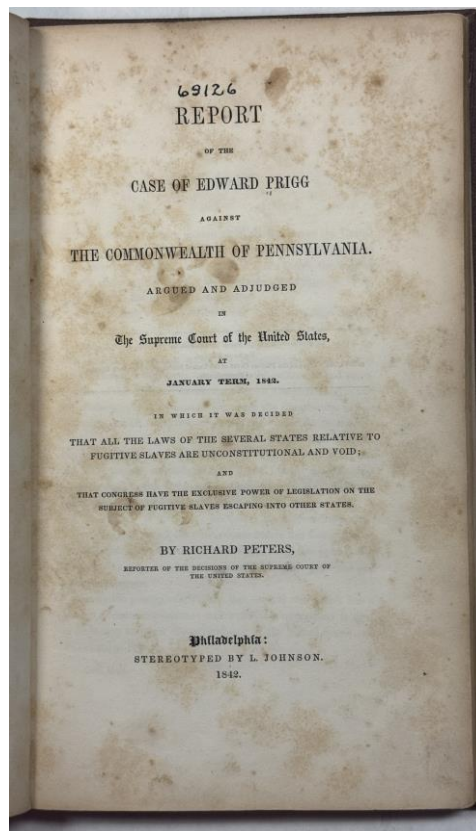 69126
REPORT
OF THE
CASE OF EDWARD PRIGG
AGAINST
THE COMMONWEALTH OF PENNSYLVANIA.
ARGUED AND ADJUDGED
IN
The Supreme Court of the United States,
AT
JANUARY TERM, 1842.
IN WHICH IT WAS DECIDED
THAT ALL THE LAWS OF THE SEVERAL STATES RELATIVE TO
FUGITIVE SLAVES ARE UNCONSTITUTIONAL AND VOID;
AND
THAT CONGRESS HAVE THE EXCLUSIVE POWER OF LEGISLATION ON THE
SUBJECT OF FUGITIVE SLAVES ESCAPING INTO OTHER STATES.
BY RICHARD PETERS,
REPORTER OF THE DECISIONS OF THE SUPREME COURT OF
THE UNITED STATES.
Philadelphia:
STEREOTYPED BY L. JOHNSON.
1842.